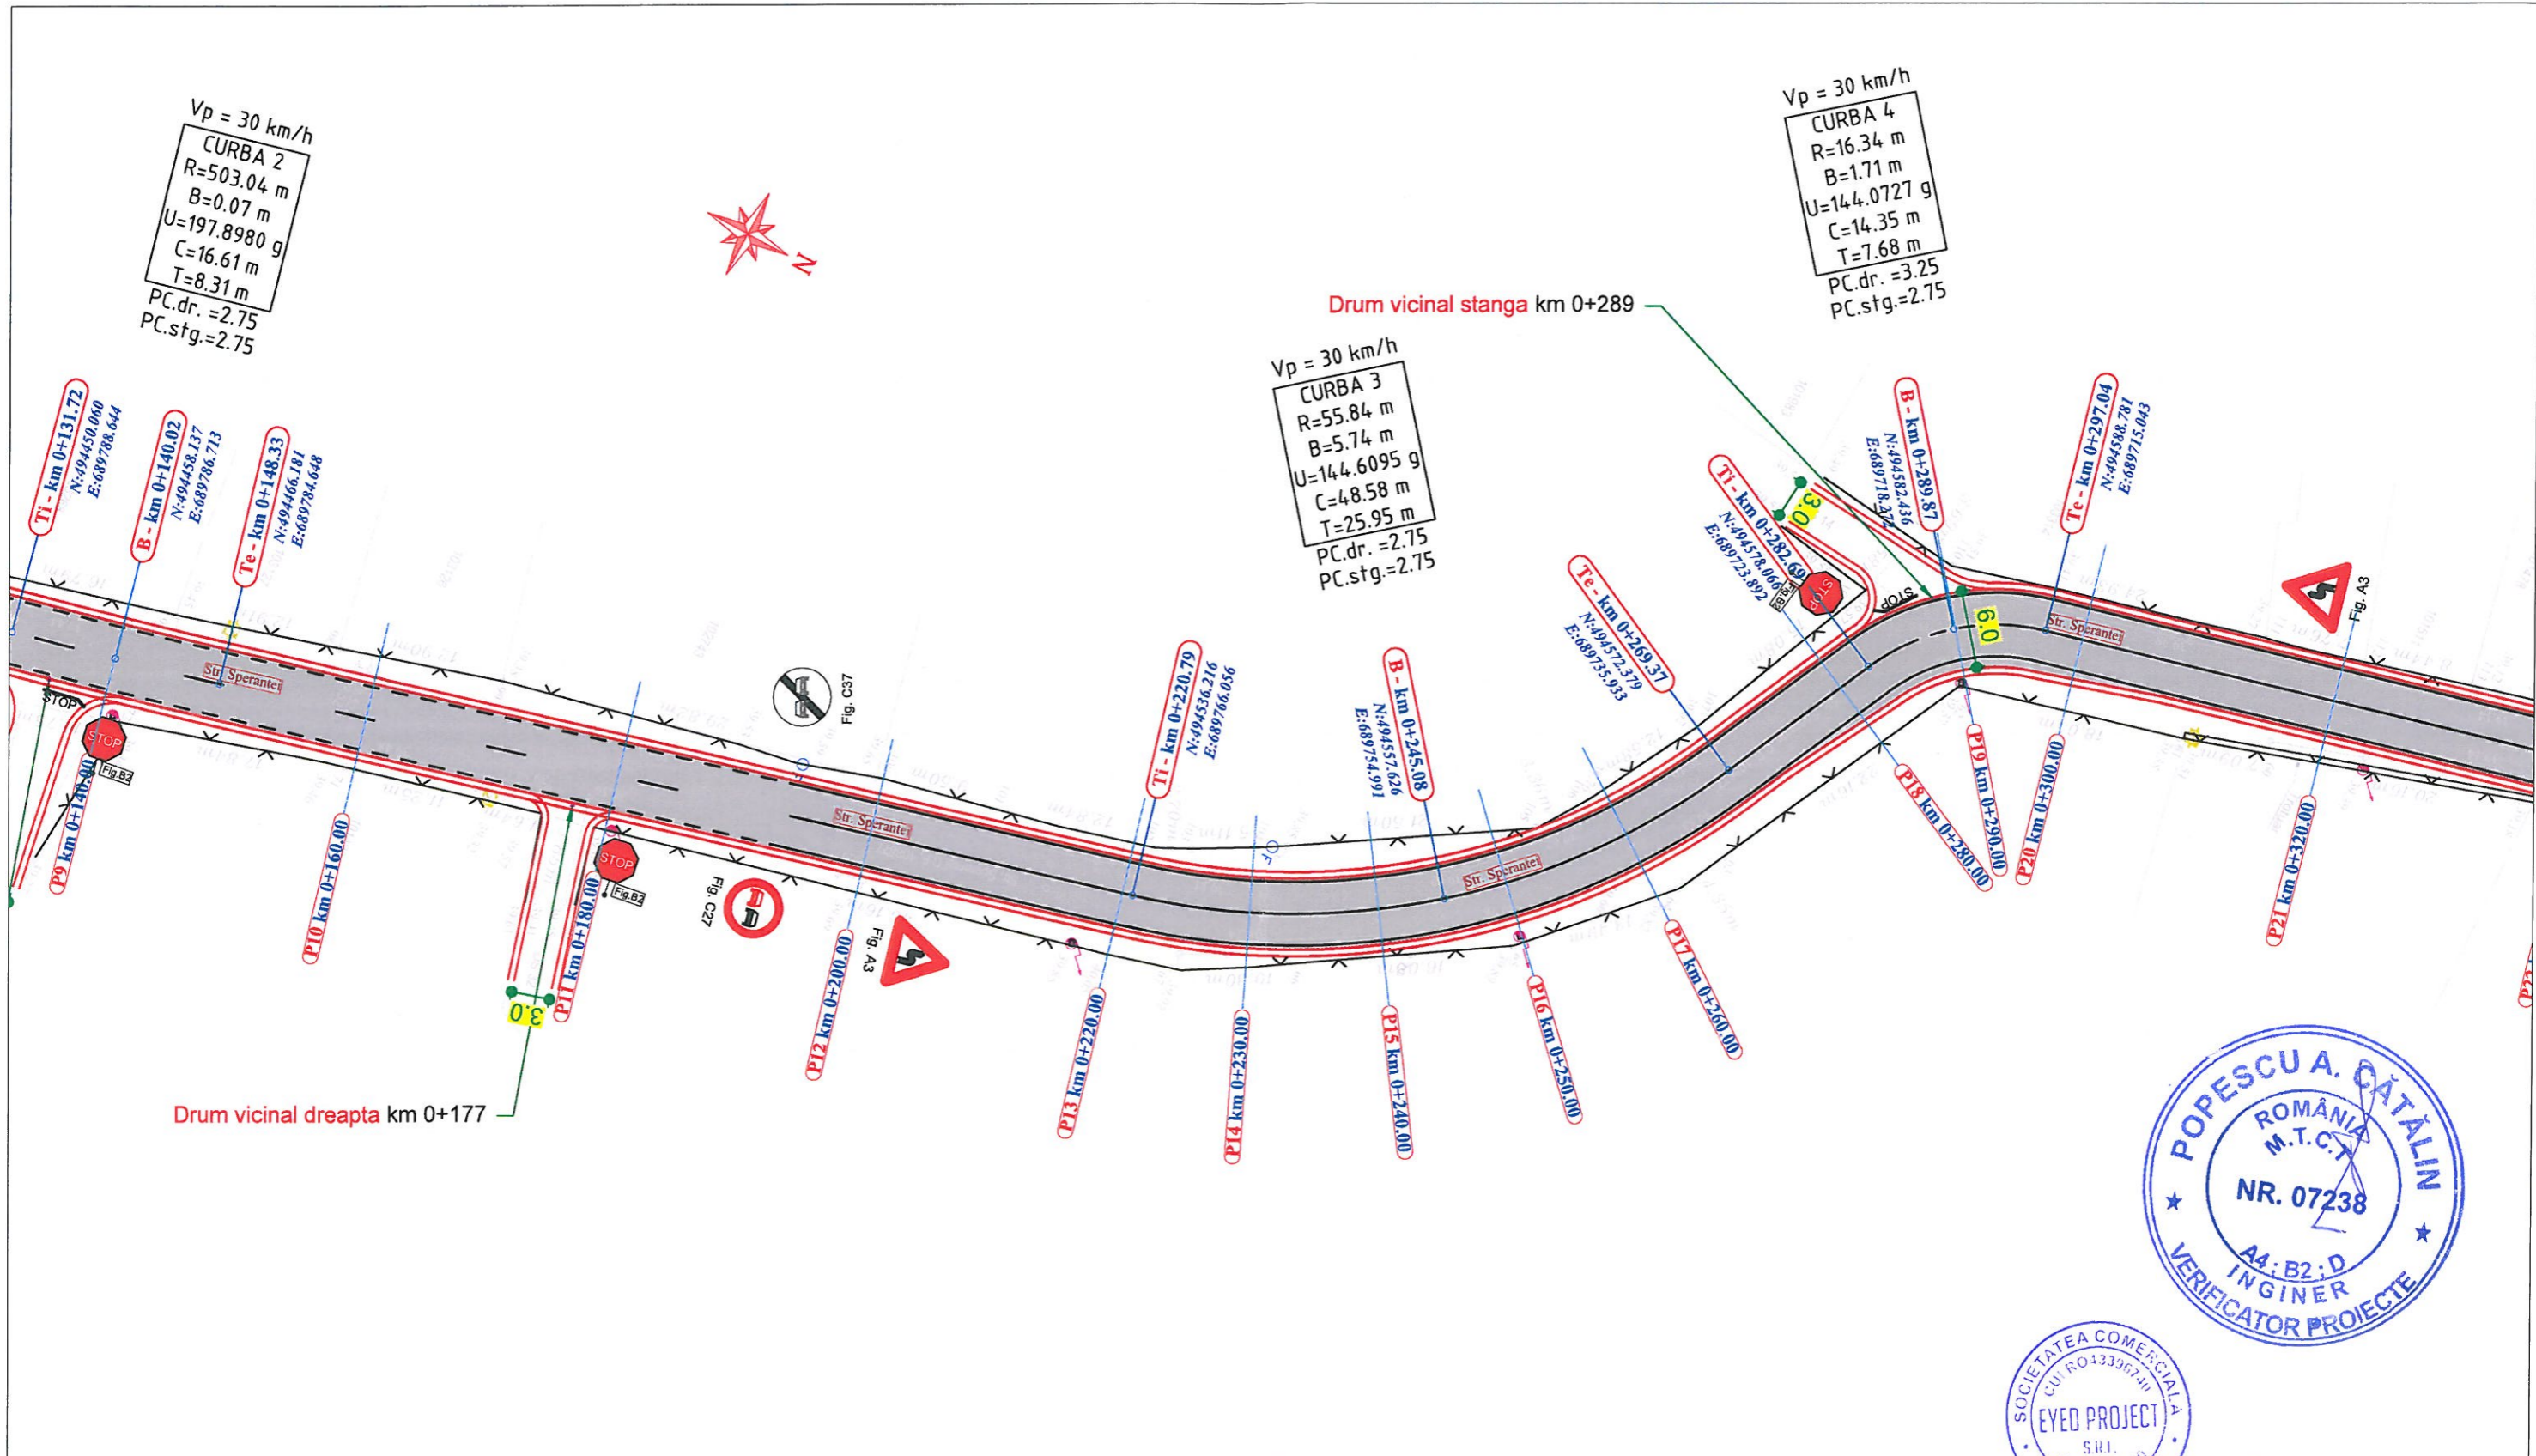 Vp = 30 km/h
CURBA 2
R=503.04 m
B=0.07 m
U=197.8980 g
C=16.61 m
T=8.31 m
PC.dr. =2.75
PC.stg.=2.75
N
Vp = 30 km/h
CURBA 4
R=16.34 m
B=1.71 m
U=144.0727 g
C=14.35 m
T=7.68 m
PC.dr. =3.25
PC.stg.=2.75
Drum vicinal stanga km 0+289
Vp = 30 km/h
CURBA 3
R=55.84 m
B=5.74 m
U=144.6095 g
C=48.58 m
T=25.95 m
PC.dr. =2.75
PC.stg.=2.75
Ti - km 0+131.72
N:494450.060
E:689788.644
B - km 0+140.02
N:494458.137
E:689786.713
Te - km 0+148.33
N:494466.181
E:689784.648
Ti - km 0+220.79
N:494536.216
E:689766.056
B - km 0+245.08
N:494557.626
E:689754.991
Te - km 0+269.37
N:494572.379
E:689735.933
Ti - km 0+282.69
N:494578.066
E:689723.892
B - km 0+289.87
N:494582.436
E:689718.272
Te - km 0+297.04
N:494588.781
E:689715.043
3.0
STOP
Fig.B2
STOP
6.0
Str. Sperantei
Fig. A3
Str. Sperantei
Fig. C37
STOP
STOP
Fig.B2
Str. Sperantei
Str. Sperantei
STOP
Fig.B2
Fig. C27
Fig. A3
3.0
P9 km 0+140.00
P10 km 0+160.00
P11 km 0+180.00
P12 km 0+200.00
P13 km 0+220.00
P14 km 0+230.00
P15 km 0+240.00
P16 km 0+250.00
P17 km 0+260.00
P18 km 0+280.00
P19 km 0+290.00
P20 km 0+300.00
P21 km 0+320.00
Drum vicinal dreapta km 0+177
POPESCU A. CĂTĂLIN
ROMÂNIA
M.T.C.T
NR. 07238
A4; B2; D
INGINER
VERIFICATOR PROIECTE
SOCIETATEA COMERCIALĂ
EYED PROJECT
S.R.L.